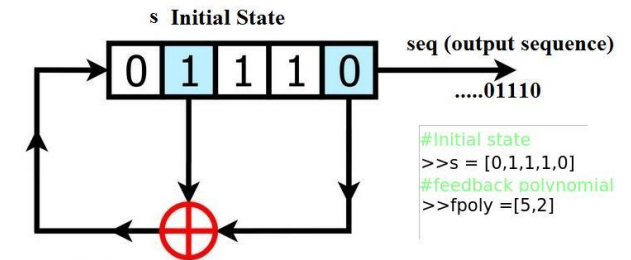 s Initial State
0 1 1 1 0
seq (output sequence)
.....01110
#Initial state
>>s = [0,1,1,1,0]
#feedback polynomial
>>fpoly =[5,2]